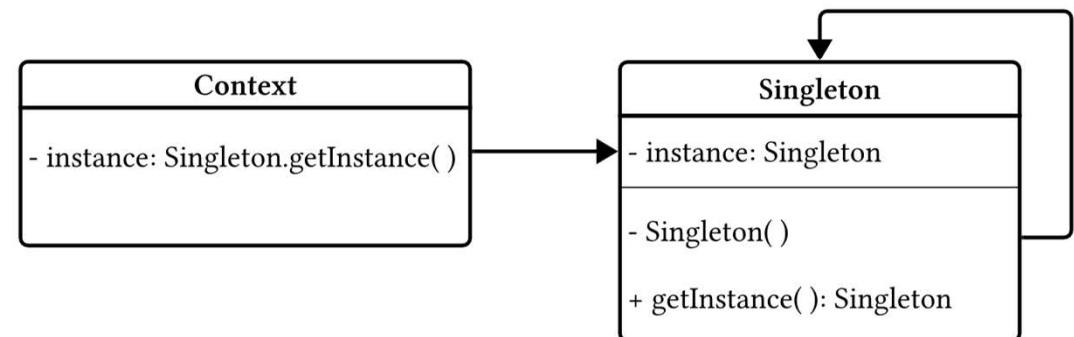 Context
- instance: Singleton.getInstance( )
Singleton
- instance: Singleton
- Singleton( )
+ getInstance( ): Singleton